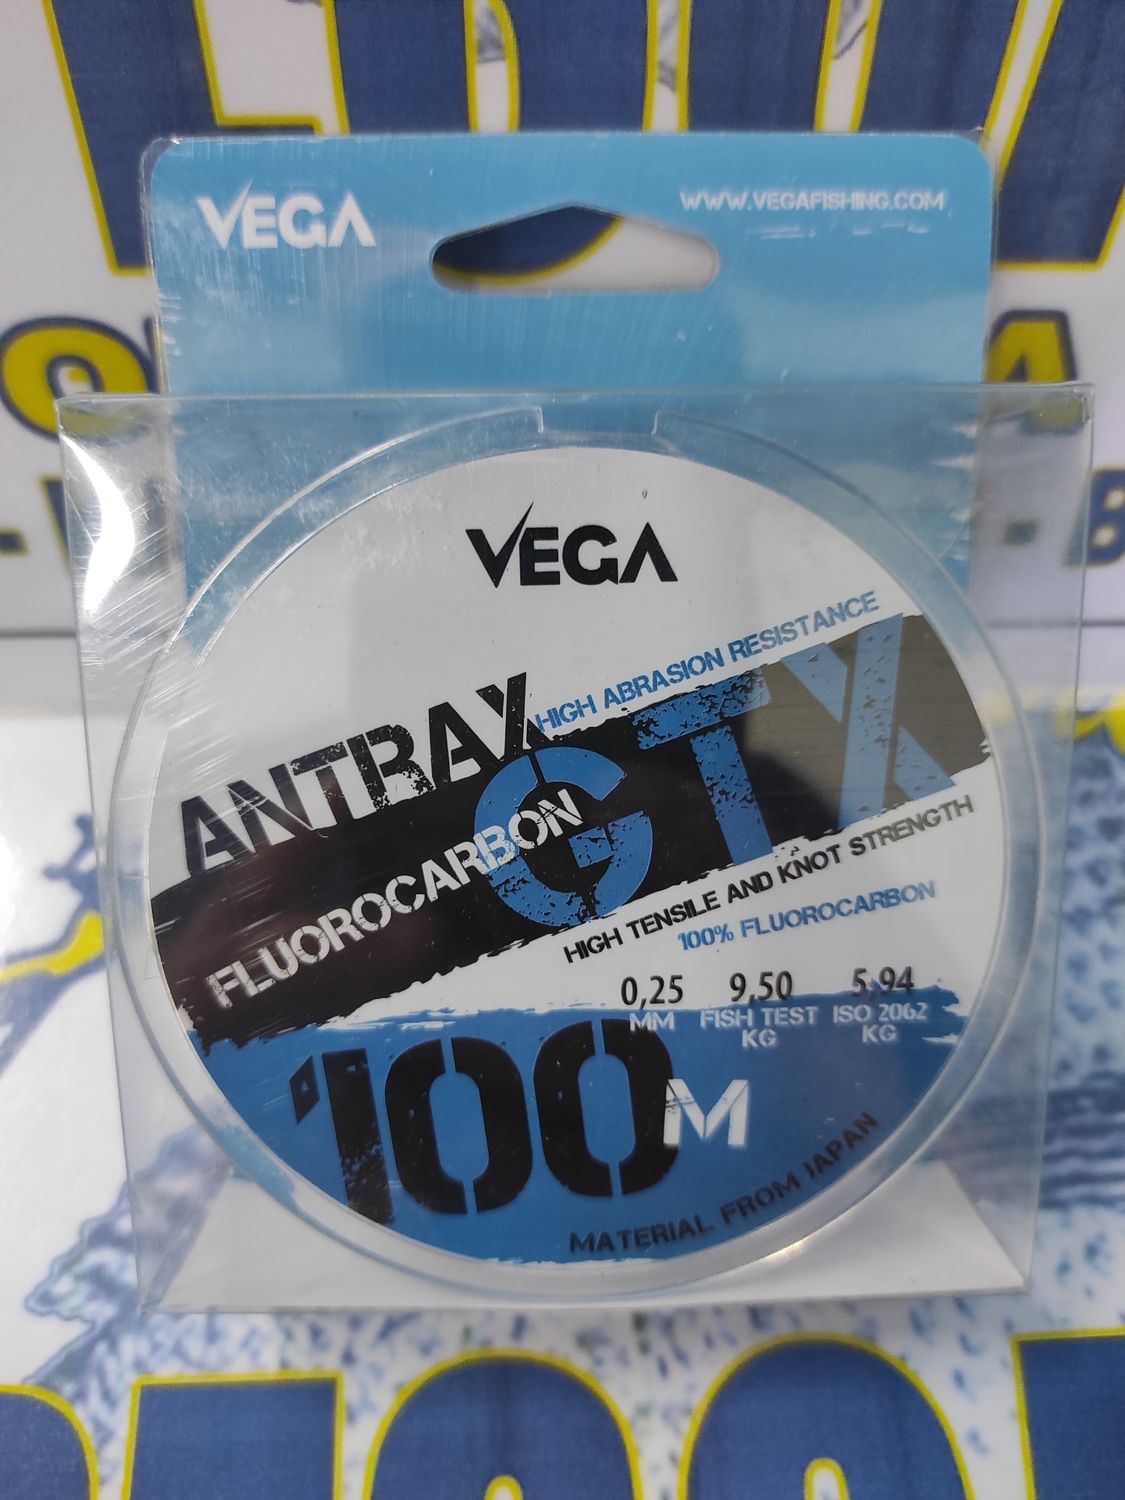 VEGA
WWW.VEGAFISHING.COM
VEGA
HIGH ABRASION RESISTANCE
ANTRAX
GTX
FLUOROCARBON
HIGH TENSILE AND KNOT STRENGTH
100% FLUOROCARBON
0,25 9,50 5,94
MM FISH TEST ISO 2062
KG KG
100M
MATERIAL FROM JAPAN